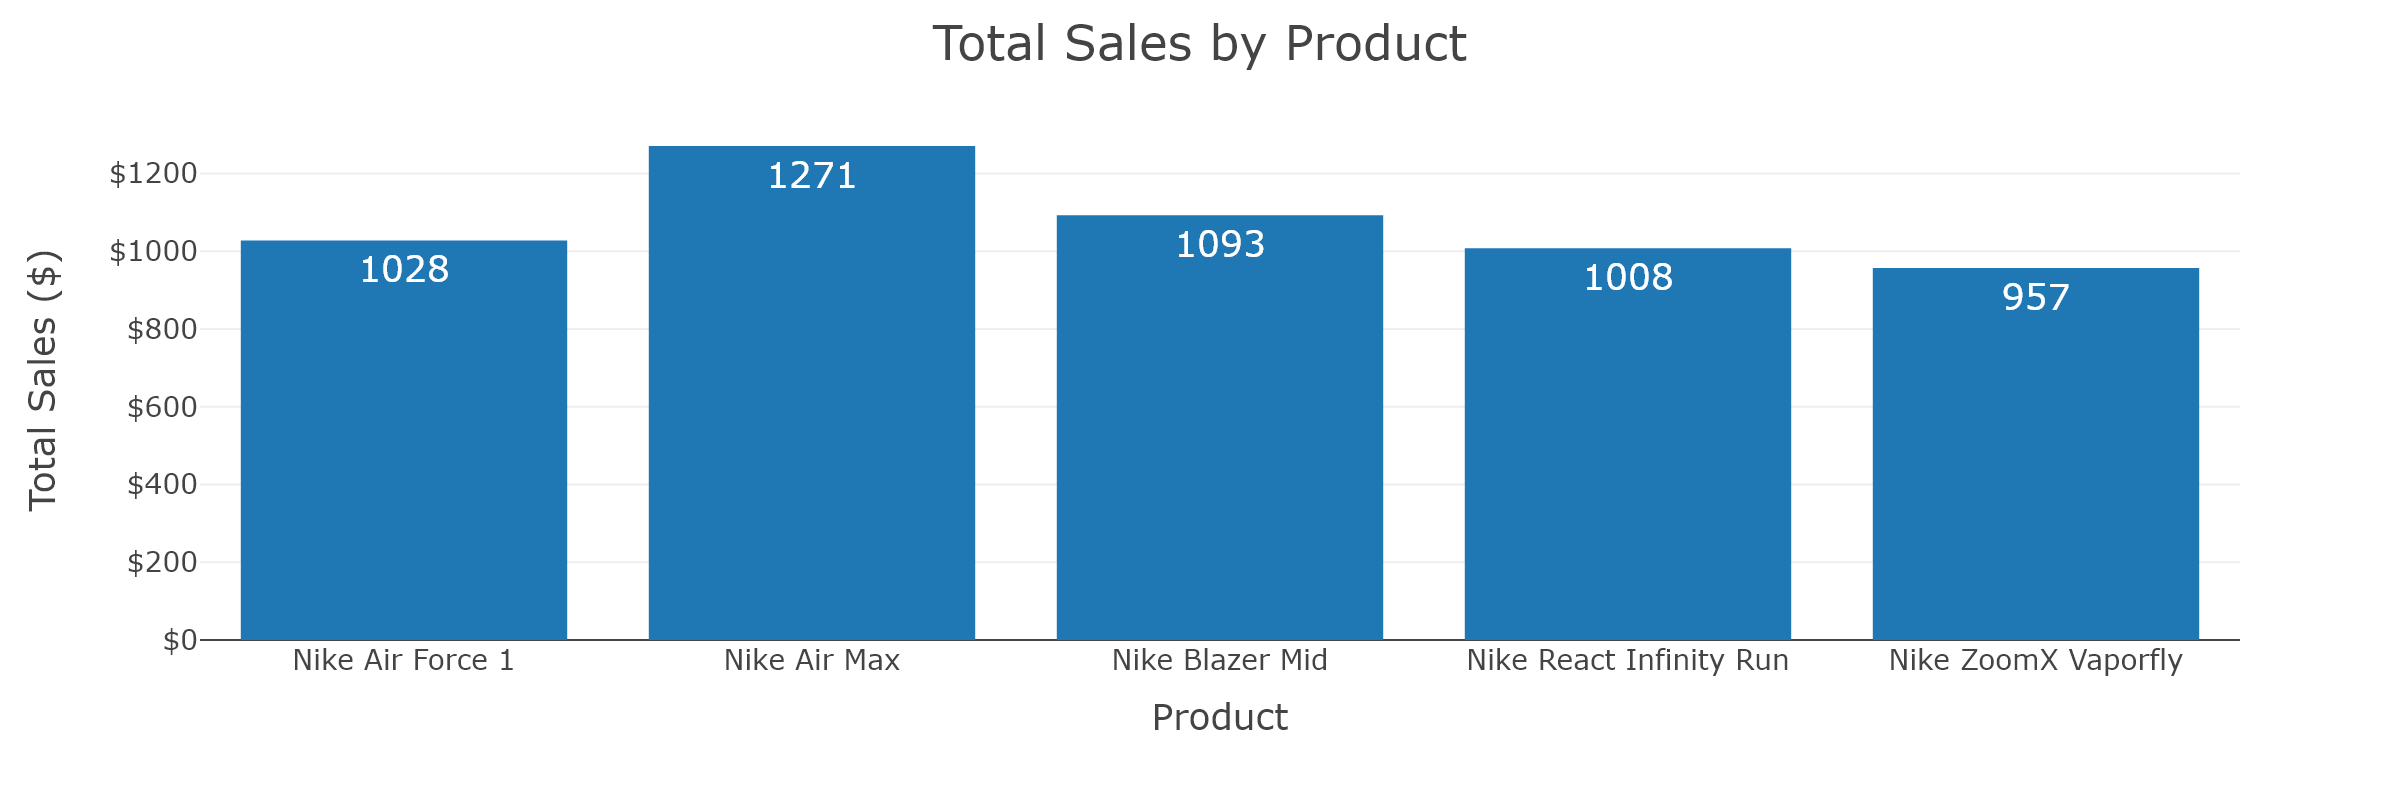 Total Sales by Product
Total Sales ($)
$1200
$1000
$800
$600
$400
$200
$0
1028
1271
1093
1008
957
Nike Air Force 1
Nike Air Max
Nike Blazer Mid
Nike React Infinity Run
Nike ZoomX Vaporfly
Product